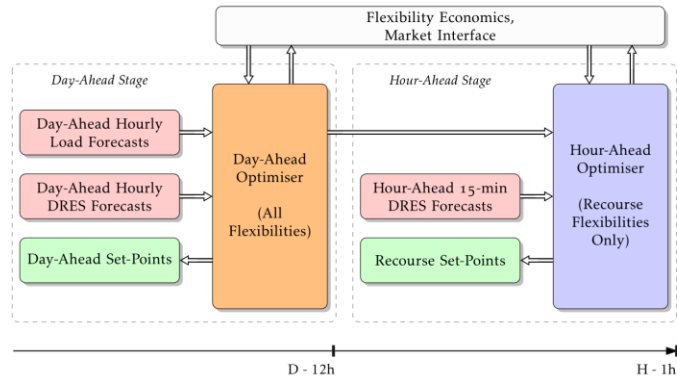 Flexibility Economics,
Market Interface
Day-Ahead Stage
Day-Ahead Hourly
Load Forecasts
Day-Ahead Hourly
DRES Forecasts
Day-Ahead Set-Points
Day-Ahead
Optimiser
(All
Flexibilities)
Hour-Ahead Stage
Hour-Ahead 15-min
DRES Forecasts
Recourse Set-Points
Hour-Ahead
Optimiser
(Recourse
Flexibilities
Only)
D - 12h
H - 1h